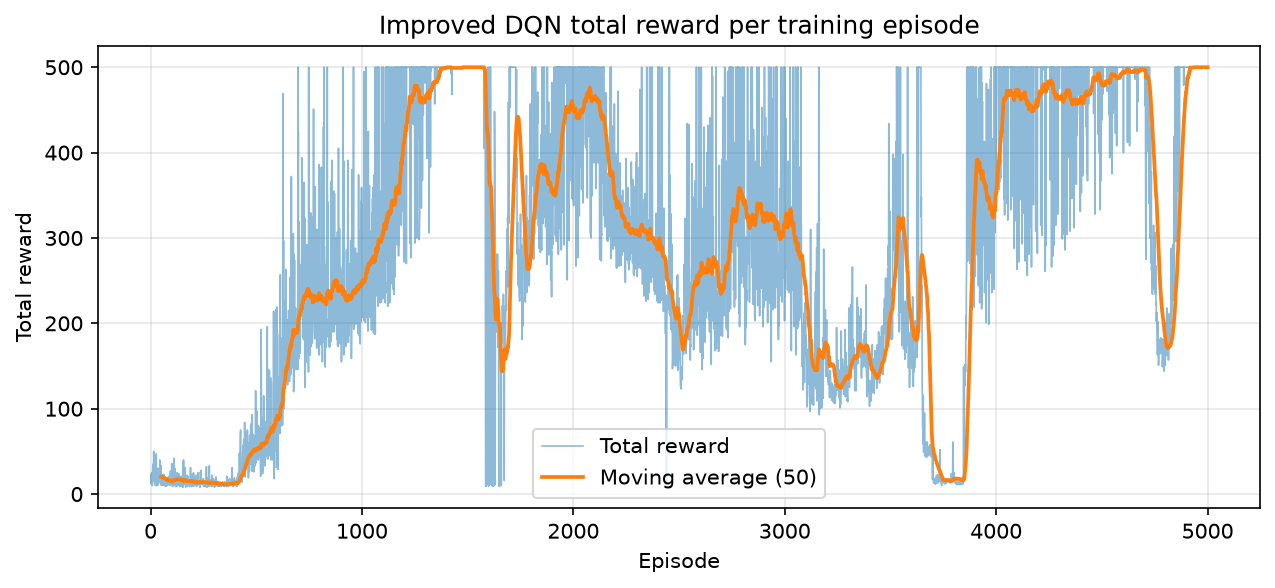 Improved DQN total reward per training episode
Total reward
500
400
300
200
100
0
Total reward
Moving average (50)
0 1000 2000 3000 4000 5000
Episode